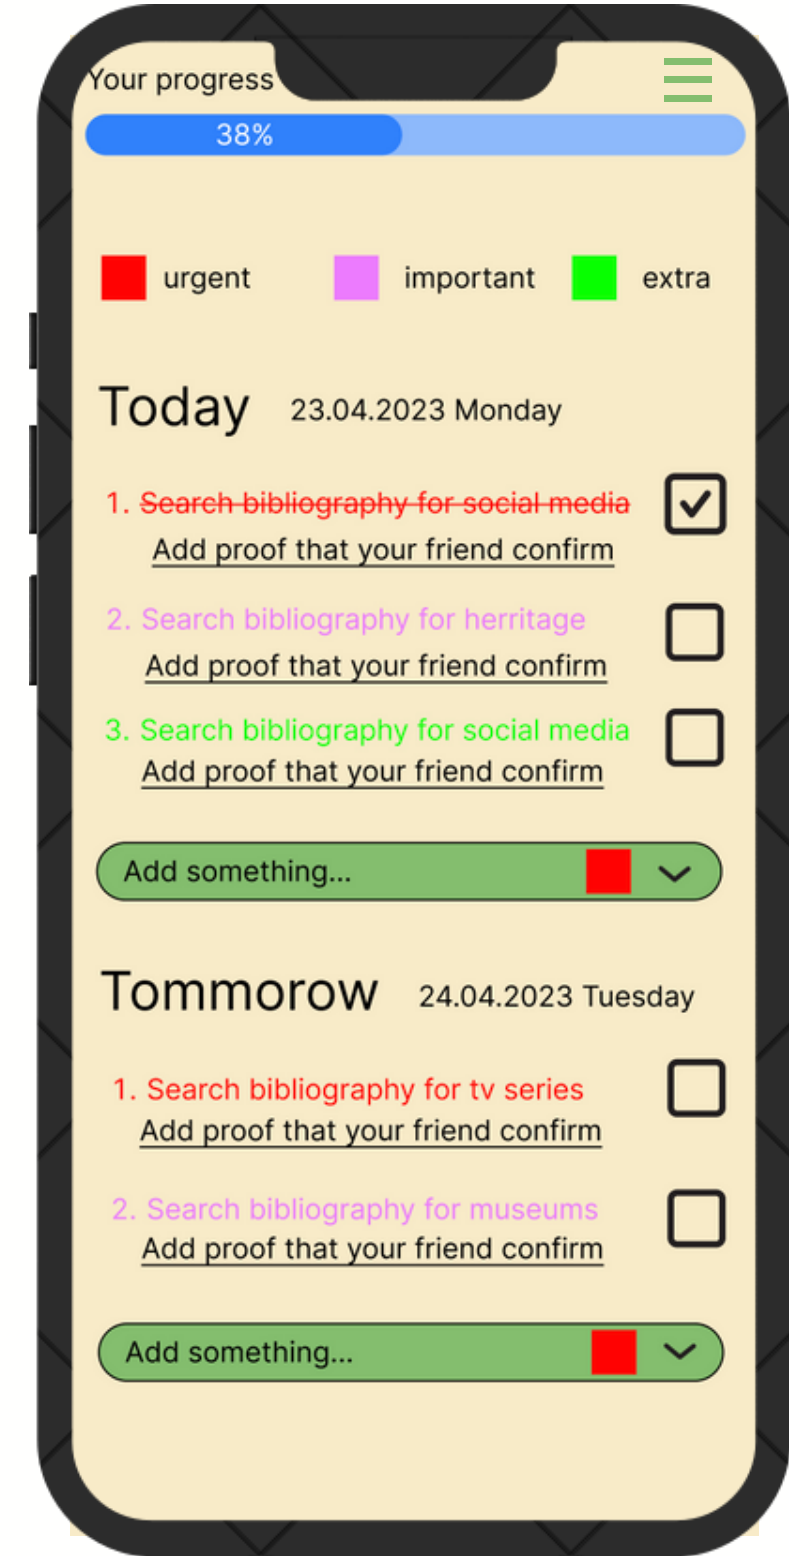 Your progress
38%
urgent important extra
Today 23.04.2023 Monday
1. Search bibliography for social media
Add proof that your friend confirm
2. Search bibliography for herritage
Add proof that your friend confirm
3. Search bibliography for social media
Add proof that your friend confirm
Add something...
Tommorow 24.04.2023 Tuesday
1. Search bibliography for tv series
Add proof that your friend confirm
2. Search bibliography for museums
Add proof that your friend confirm
Add something...